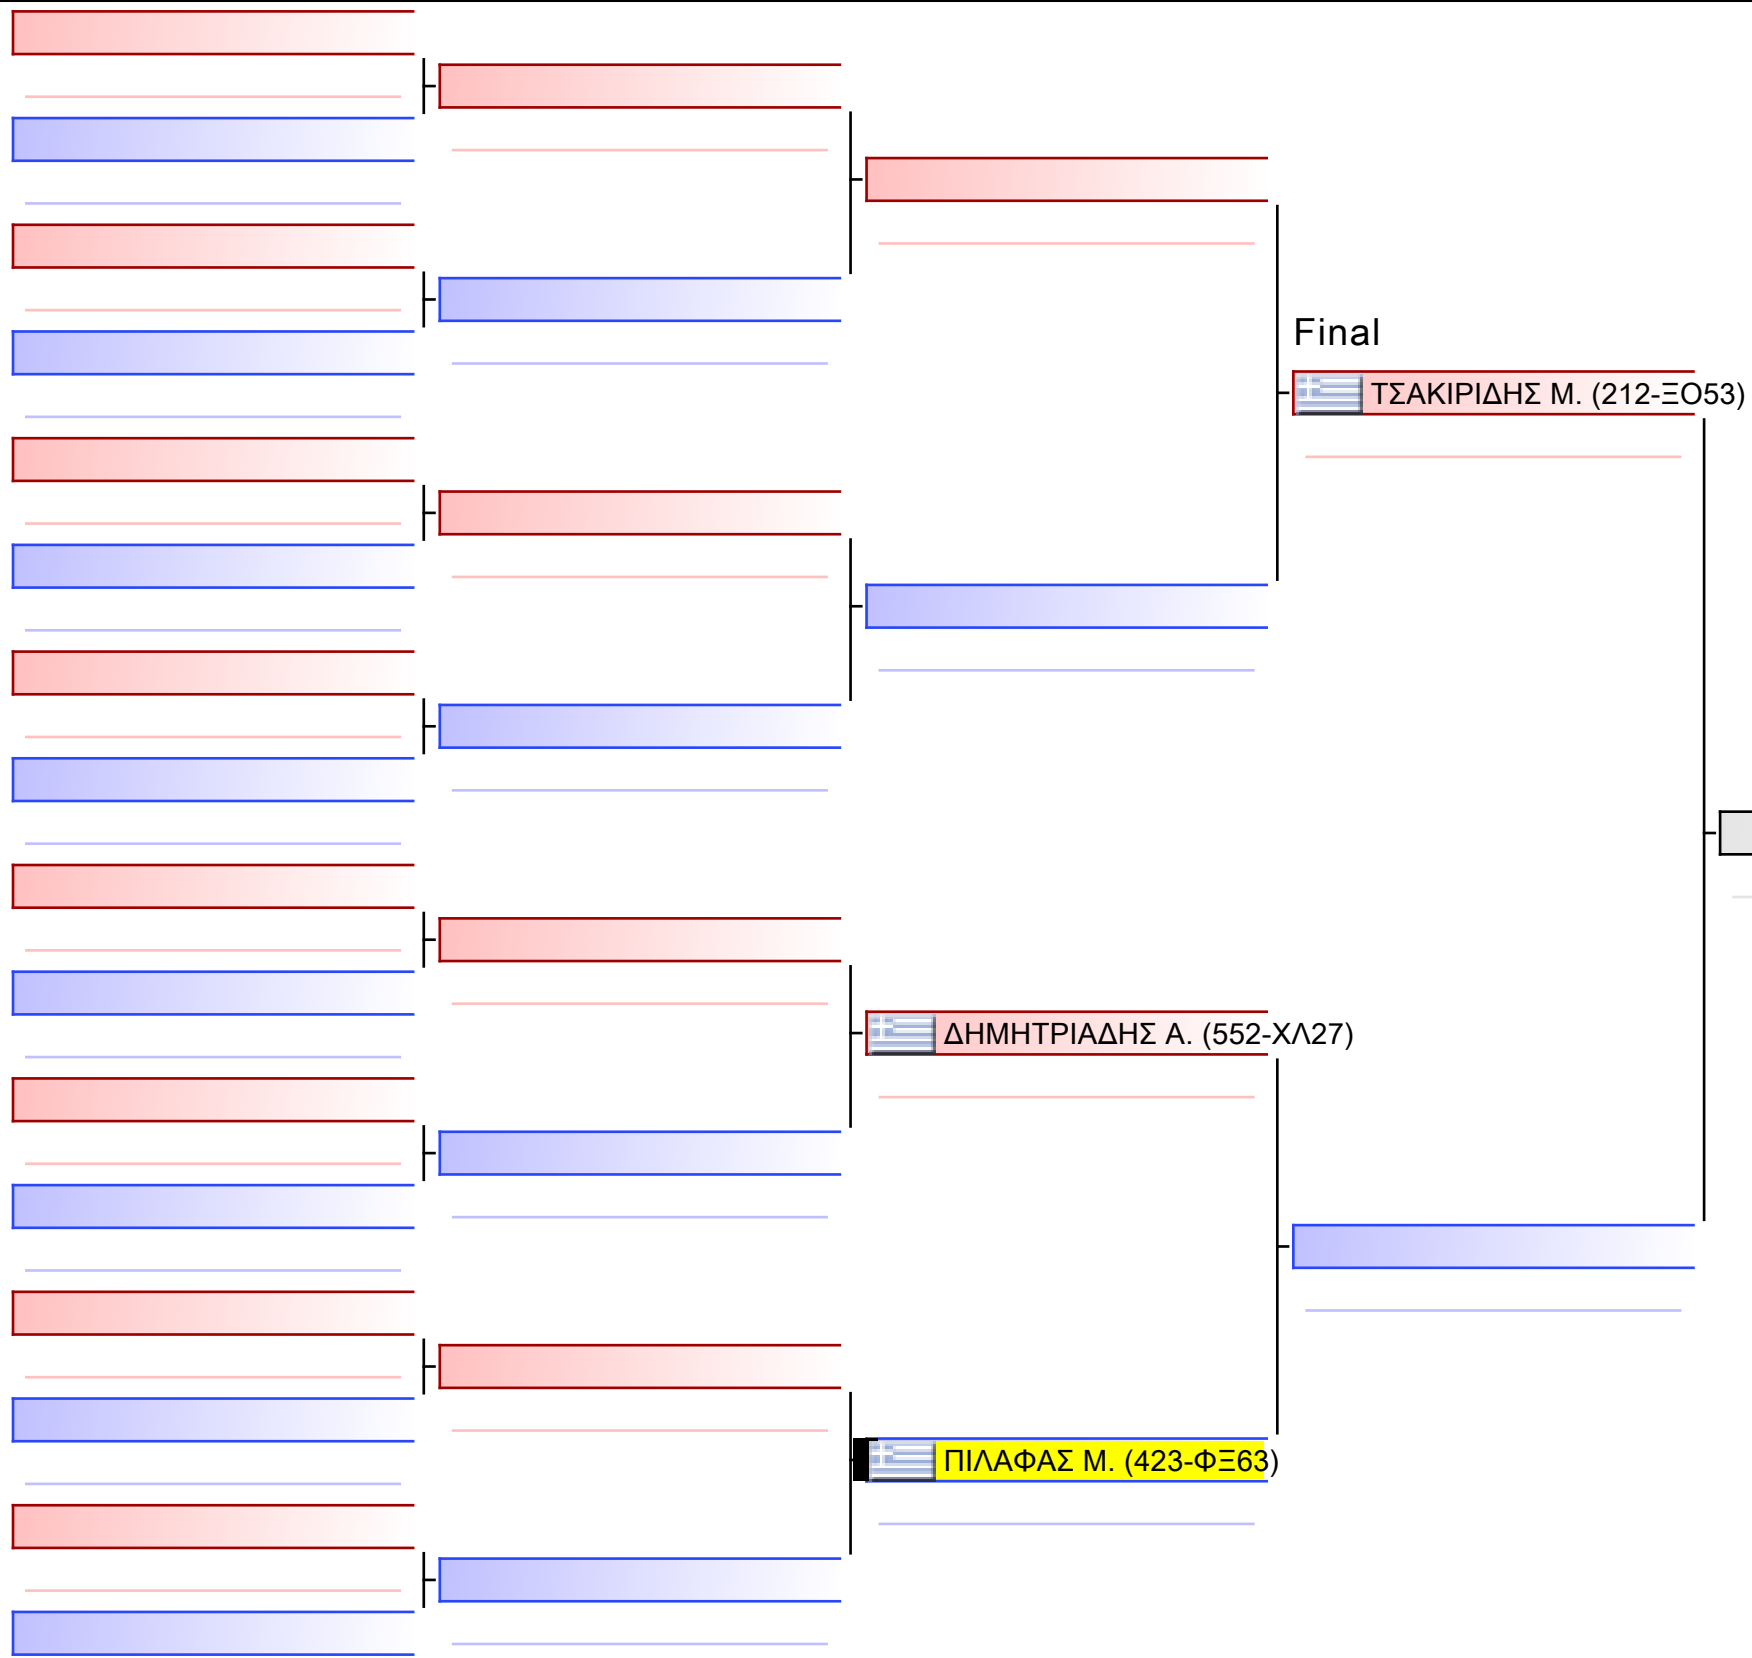 Final
ΤΣΑΚΙΡΙΔΗΣ Μ. (212-ΞΟ53)
ΔΗΜΗΤΡΙΑΔΗΣ Α. (552-ΧΛ27)
ΠΙΛΑΦΑΣ Μ. (423-ΦΞ63)